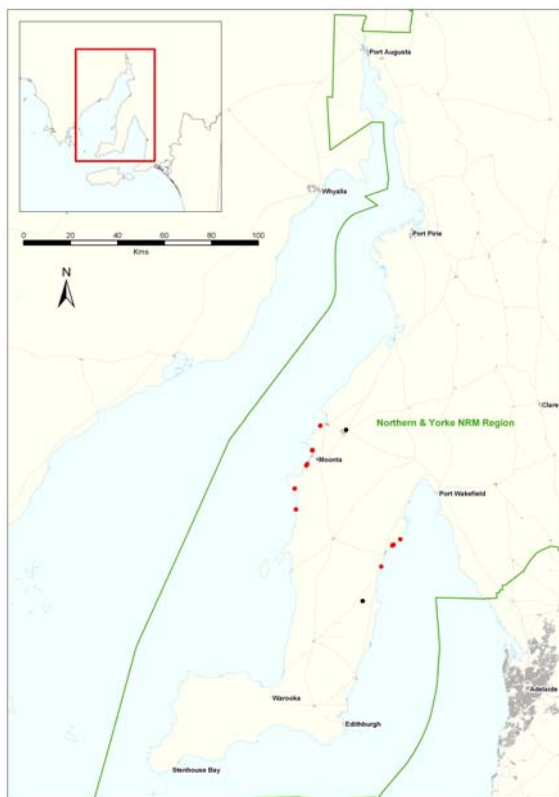 Port Augusta
Whyalla
0 20 40 60 80 100
Kms
Port Pirie
N
Clare
Northern & Yorke NRM Region
Moonta
Port Wakefield
Adelaide
Warooka
Edithburgh
Stenhouse Bay